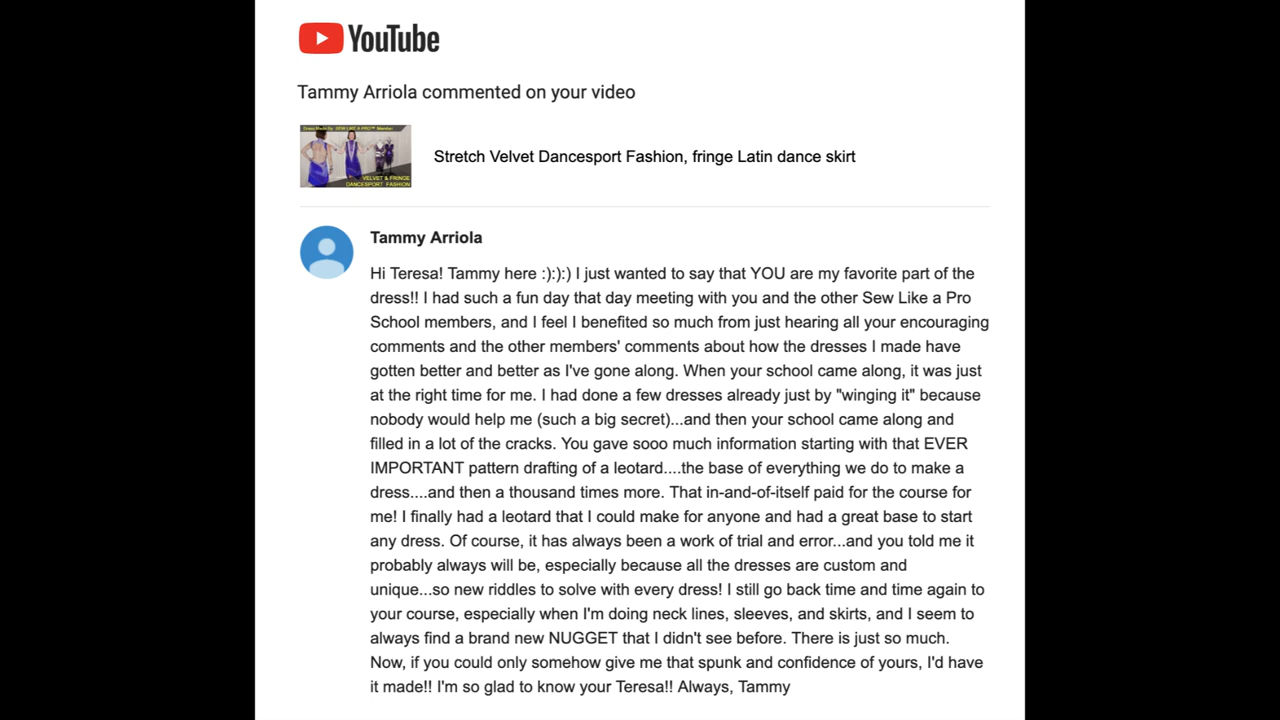 YouTube
Tammy Arriola commented on your video
Dress Made by SEW LIKE A PRO™ Member
VELVET & FRINGE
DANCESPORT FASHION
Stretch Velvet Dancesport Fashion, fringe Latin dance skirt
Tammy Arriola
Hi Teresa! Tammy here :):):) I just wanted to say that YOU are my favorite part of the
dress!! I had such a fun day that day meeting with you and the other Sew Like a Pro
School members, and I feel I benefited so much from just hearing all your encouraging
comments and the other members' comments about how the dresses I made have
gotten better and better as I've gone along. When your school came along, it was just
at the right time for me. I had done a few dresses already just by "winging it" because
nobody would help me (such a big secret)...and then your school came along and
filled in a lot of the cracks. You gave sooo much information starting with that EVER
IMPORTANT pattern drafting of a leotard....the base of everything we do to make a
dress....and then a thousand times more. That in-and-of-itself paid for the course for
me! I finally had a leotard that I could make for anyone and had a great base to start
any dress. Of course, it has always been a work of trial and error...and you told me it
probably always will be, especially because all the dresses are custom and
unique...so new riddles to solve with every dress! I still go back time and time again to
your course, especially when I'm doing neck lines, sleeves, and skirts, and I seem to
always find a brand new NUGGET that I didn't see before. There is just so much.
Now, if you could only somehow give me that spunk and confidence of yours, I'd have
it made!! I'm so glad to know your Teresa!! Always, Tammy